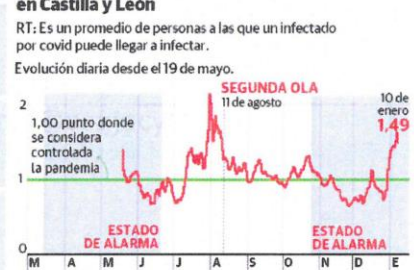 en Castilla y León
RT: Es un promedio de personas a las que un infectado
por covid puede llegar a infectar.
Evolución diaria desde el 19 de mayo.
SEGUNDA OLA
11 de agosto
10 de
enero
1,49
2
1,00 punto donde
se considera
controlada
la pandemia
1
ESTADO
DE ALARMA
ESTADO
DE ALARMA
0
M A M J J A S O N D E